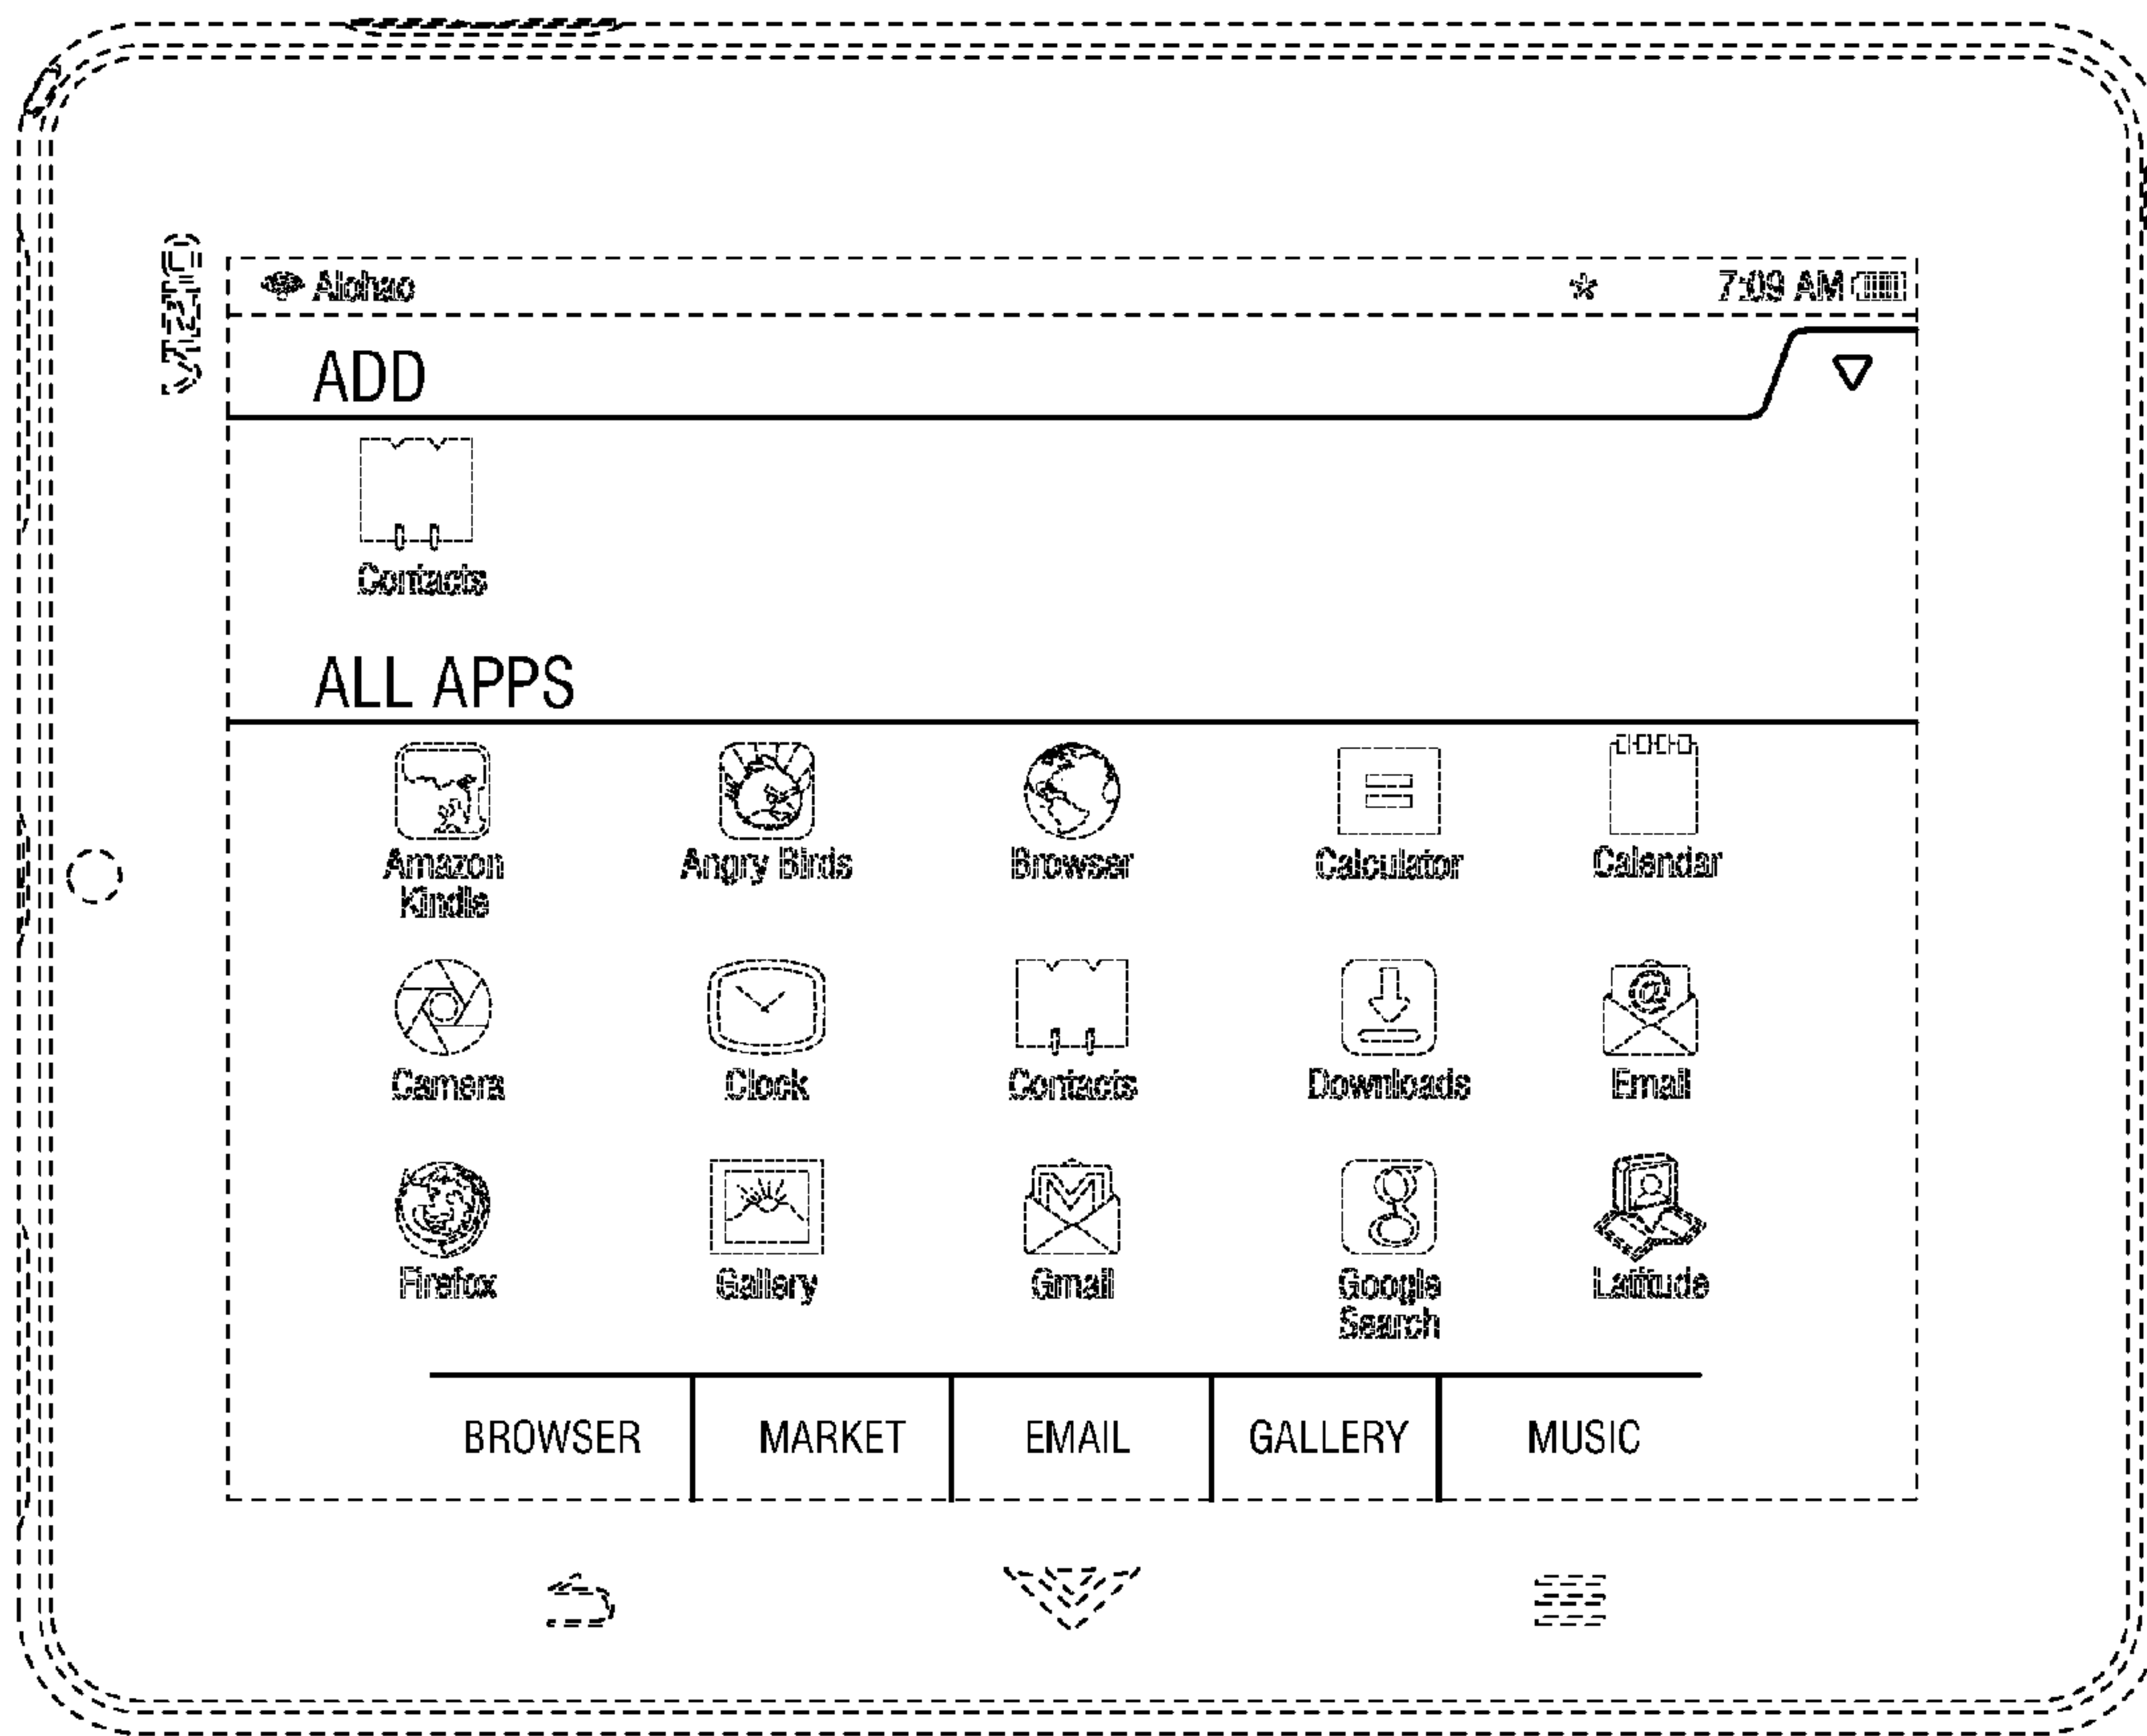 VIZIO
Alohao 7:09 AM
ADD
Contacts
ALL APPS
Amazon Kindle
Angry Birds
Browser
Calculator
Calendar
Camera
Clock
Contacts
Downloads
Email
Firefox
Gallery
Gmail
Google Search
Latitude
BROWSER MARKET EMAIL GALLERY MUSIC